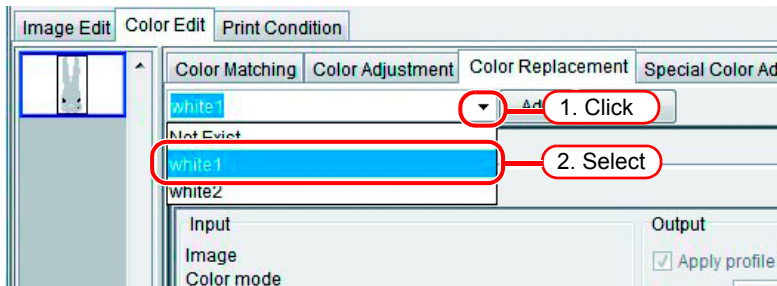 Image Edit Color Edit Print Condition
Color Matching Color Adjustment Color Replacement Special Color Ad
white1 Ad 1. Click
Not Exist
white1 2. Select
white2
Input Output
Image Apply profile
Color mode